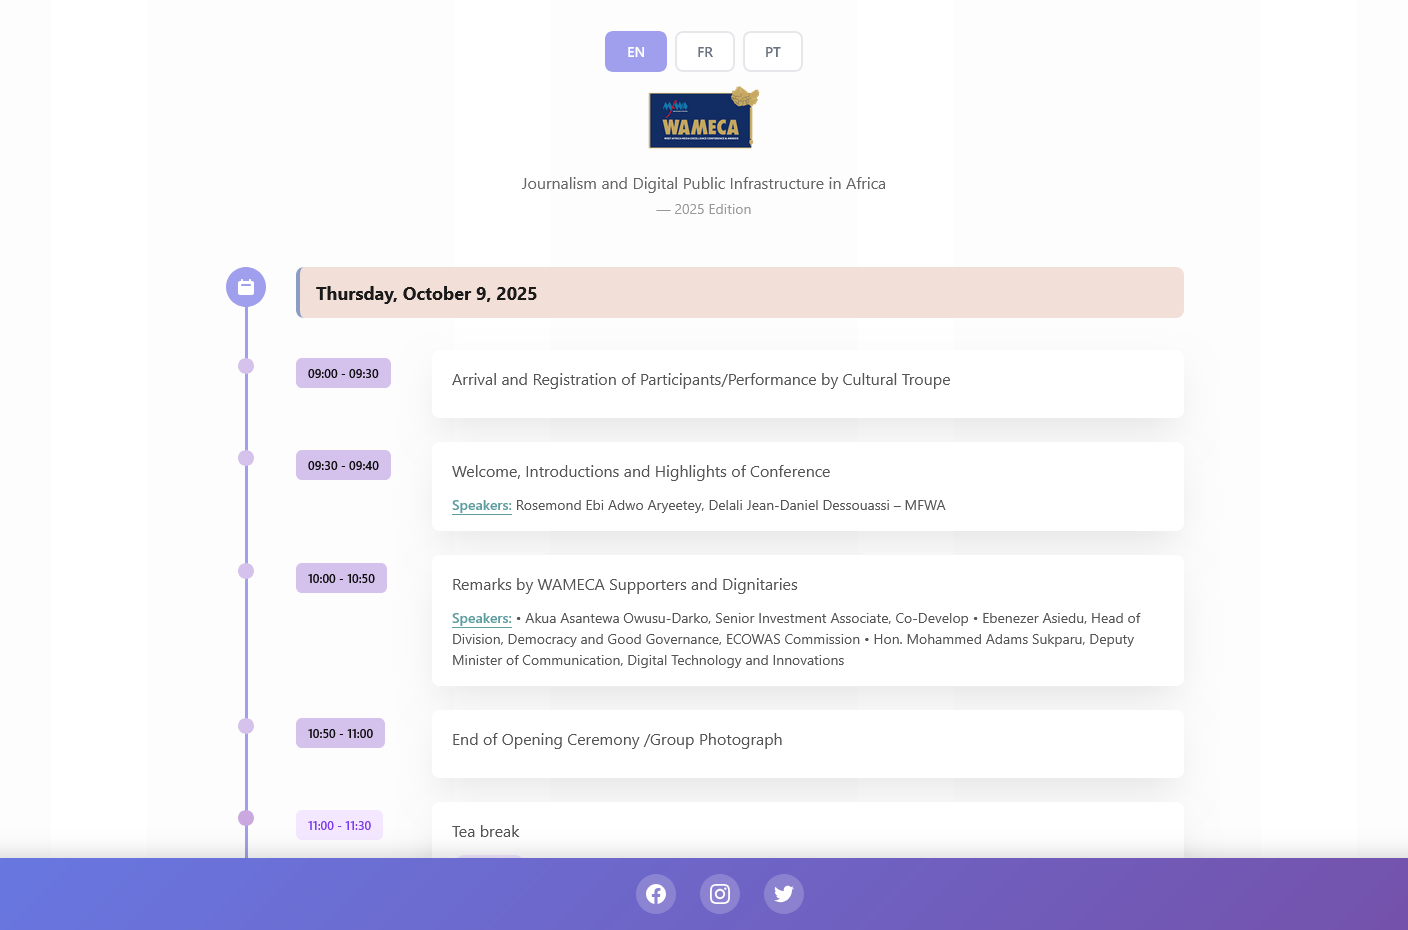 EN
FR
PT
WAMECA
Journalism and Digital Public Infrastructure in Africa
— 2025 Edition
Thursday, October 9, 2025
09:00 - 09:30
Arrival and Registration of Participants/Performance by Cultural Troupe
09:30 - 09:40
Welcome, Introductions and Highlights of Conference
Speakers: Rosemond Ebi Adwo Aryeetey, Delali Jean-Daniel Dessouassi – MFWA
10:00 - 10:50
Remarks by WAMECA Supporters and Dignitaries
Speakers: • Akua Asantewa Owusu-Darko, Senior Investment Associate, Co-Develop • Ebenezer Asiedu, Head of
Division, Democracy and Good Governance, ECOWAS Commission • Hon. Mohammed Adams Sukparu, Deputy
Minister of Communication, Digital Technology and Innovations
10:50 - 11:00
End of Opening Ceremony /Group Photograph
11:00 - 11:30
Tea break